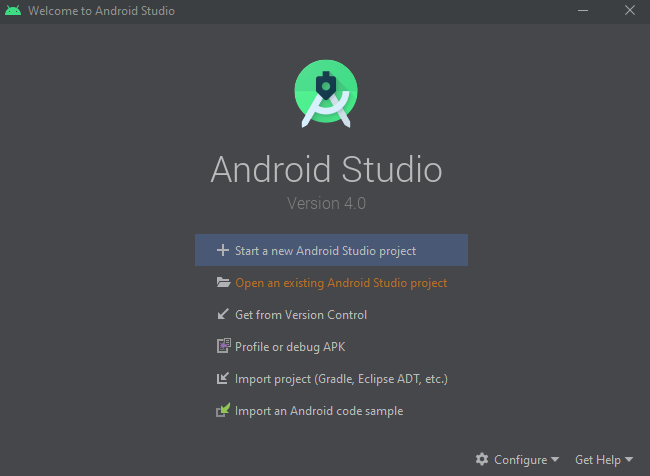 Welcome to Android Studio
Android Studio
Version 4.0
Start a new Android Studio project
Open an existing Android Studio project
Get from Version Control
Profile or debug APK
Import project (Gradle, Eclipse ADT, etc.)
Import an Android code sample
Configure Get Help